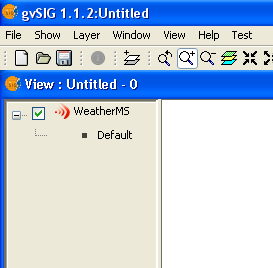 gvSIG 1.1.2:Untitled
File Show Layer Window View Help Test
View : Untitled - 0
WeatherMS
Default